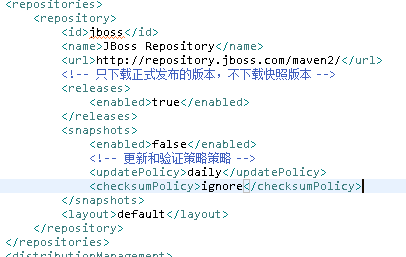 <repositories>
<repository>
<id>jboss</id>
<name>JBoss Repository</name>
<url>http://repository.jboss.com/maven2/</url>
<!-- 只下载正式发布的版本，不下载快照版本 -->
<releases>
<enabled>true</enabled>
</releases>
<snapshots>
<enabled>false</enabled>
<!-- 更新和验证策略策略 -->
<updatePolicy>daily</updatePolicy>
<checksumPolicy>ignore</checksumPolicy>
</snapshots>
<layout>default</layout>
</repository>
</repositories>
<distributionManagement>